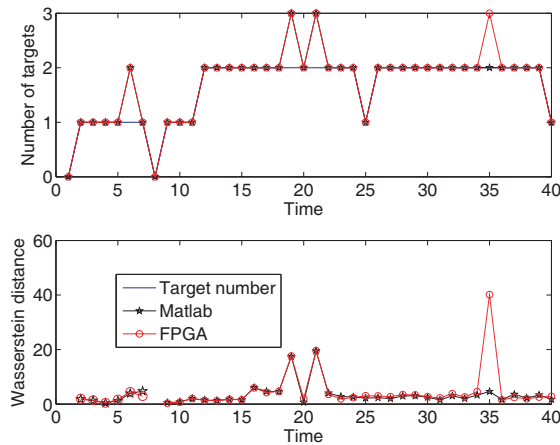 3
2
1
0
Number of targets
0 5 10 15 20 25 30 35 40
Time
60
40
20
0
Wasserstein distance
Target number
Matlab
FPGA
0 5 10 15 20 25 30 35 40
Time